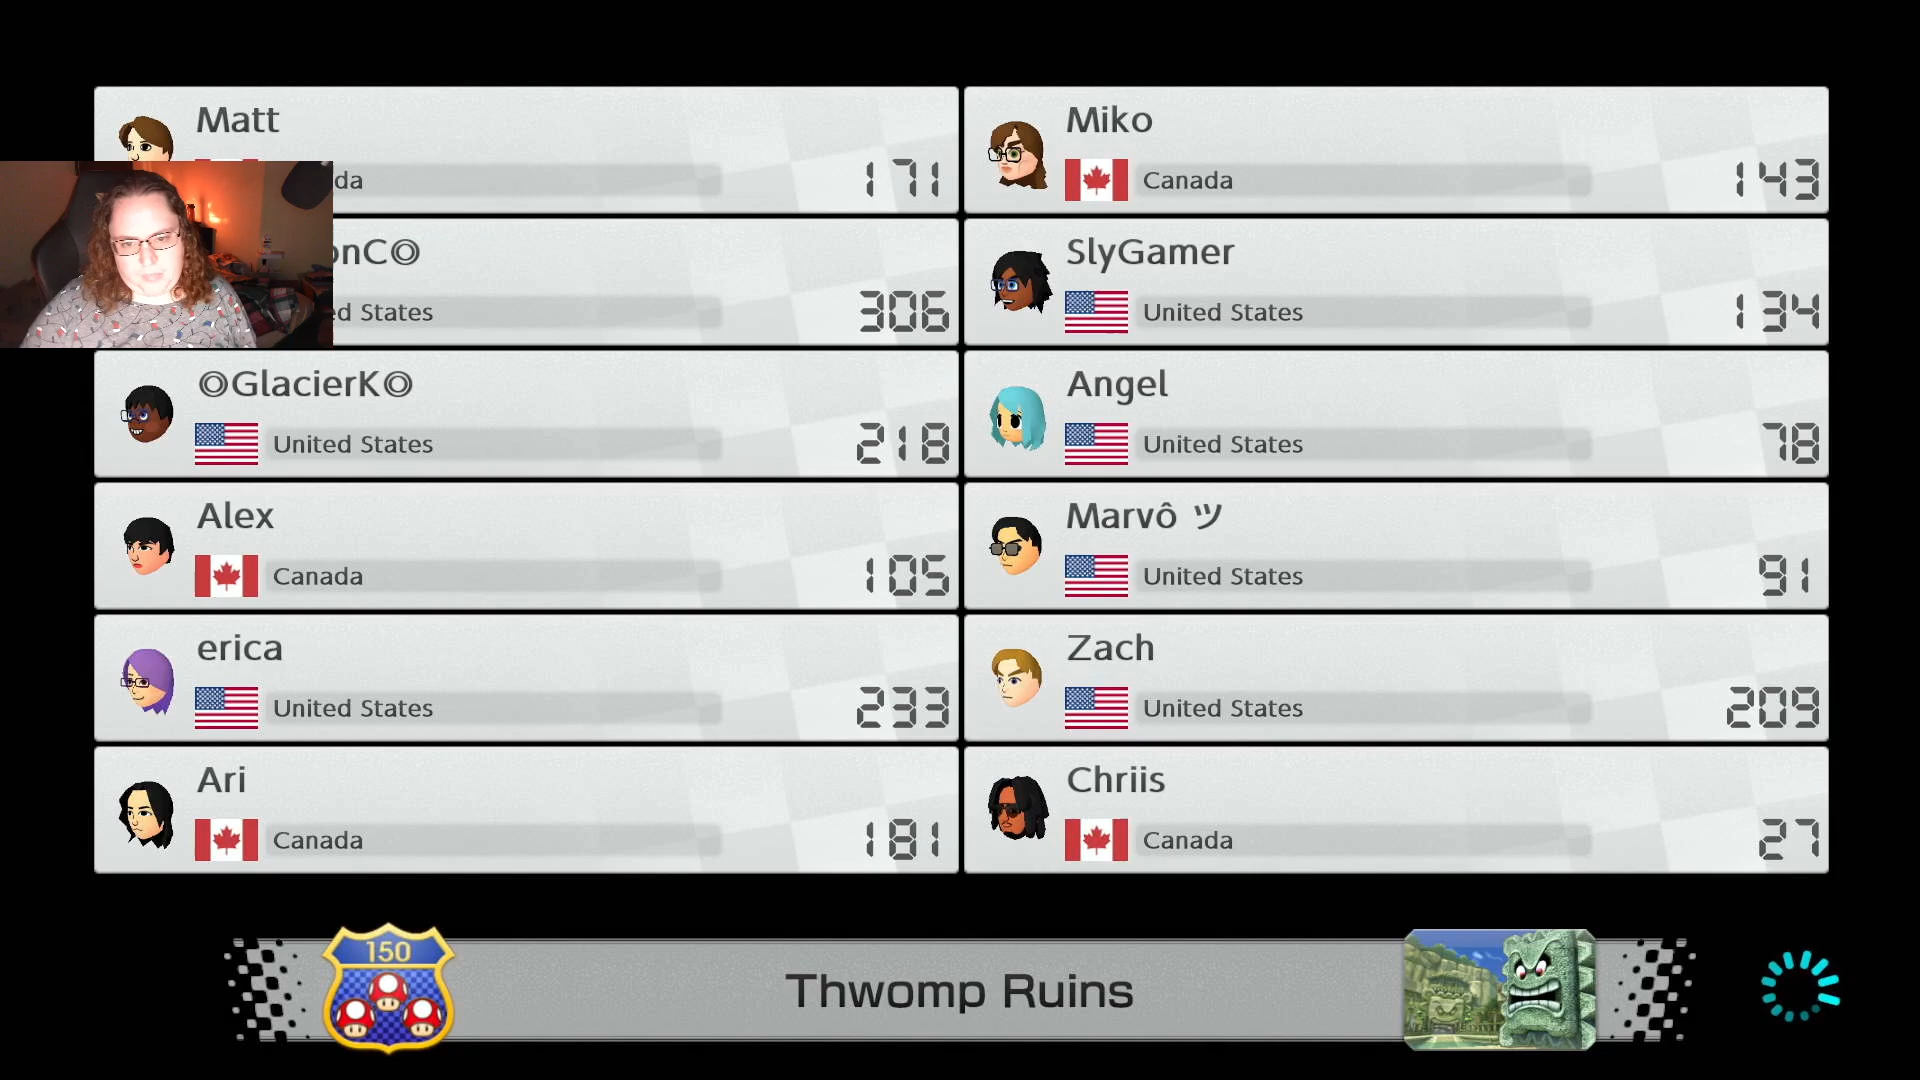 Matt
171
306
United States
◎GlacierK◎
United States
218
Alex
Canada
105
erica
United States
233
Ari
Canada
181
Miko
Canada
143
SlyGamer
United States
134
Angel
United States
78
Marvô ツ
United States
91
Zach
United States
209
Chriis
Canada
27
150
Thwomp Ruins